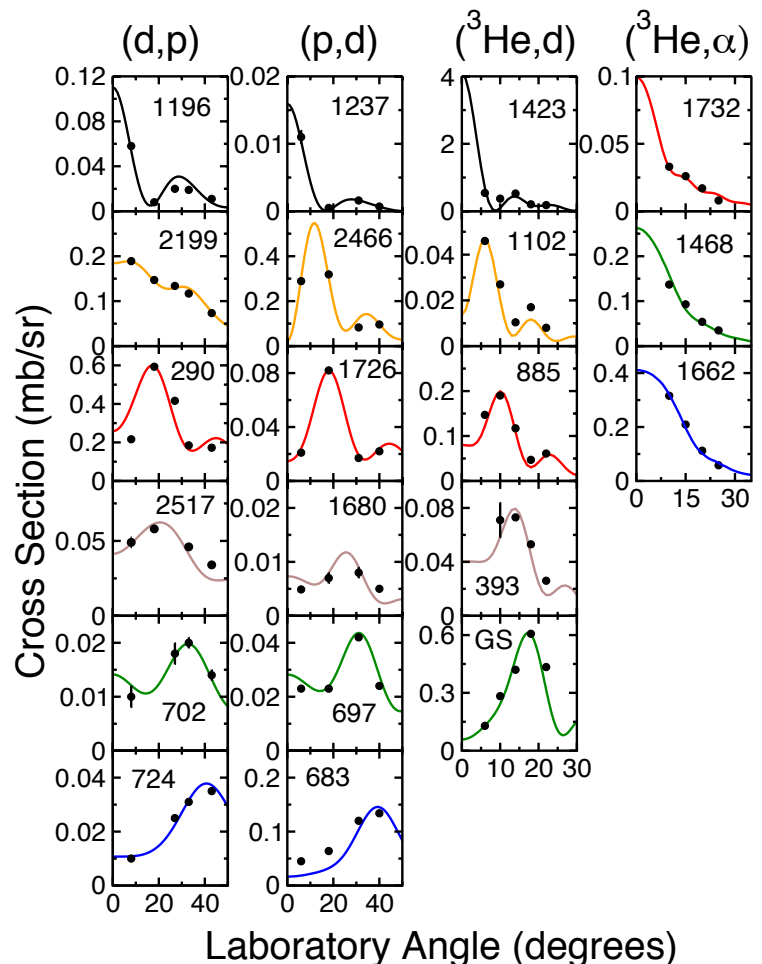 (d,p) (p,d) (³He,d) (³He,α)
0.12 0.08 0.04 0 1196
0.02 0.01 0 1237
4 2 0 1423
0.1 0.05 0 1732
0.2 0.1 0 2199
0.4 0.2 0 2466
0.04 0.02 0 1102
0.2 0.1 0 1468
0.6 0.4 0.2 290
0.08 0.04 0 1726
0.2 0.1 0 885
0.4 0.2 0 1662
0 15 30
0.05 0 2517
0.02 0.01 0 1680
0.08 0.04 0 393
0.02 0.01 0 702
0.04 0.02 0 697
0.6 0.3 0 GS
0 10 20 30
0.04 0.02 0 724
0.2 0.1 0 683
0 20 40
0 20 40
Cross Section (mb/sr)
Laboratory Angle (degrees)